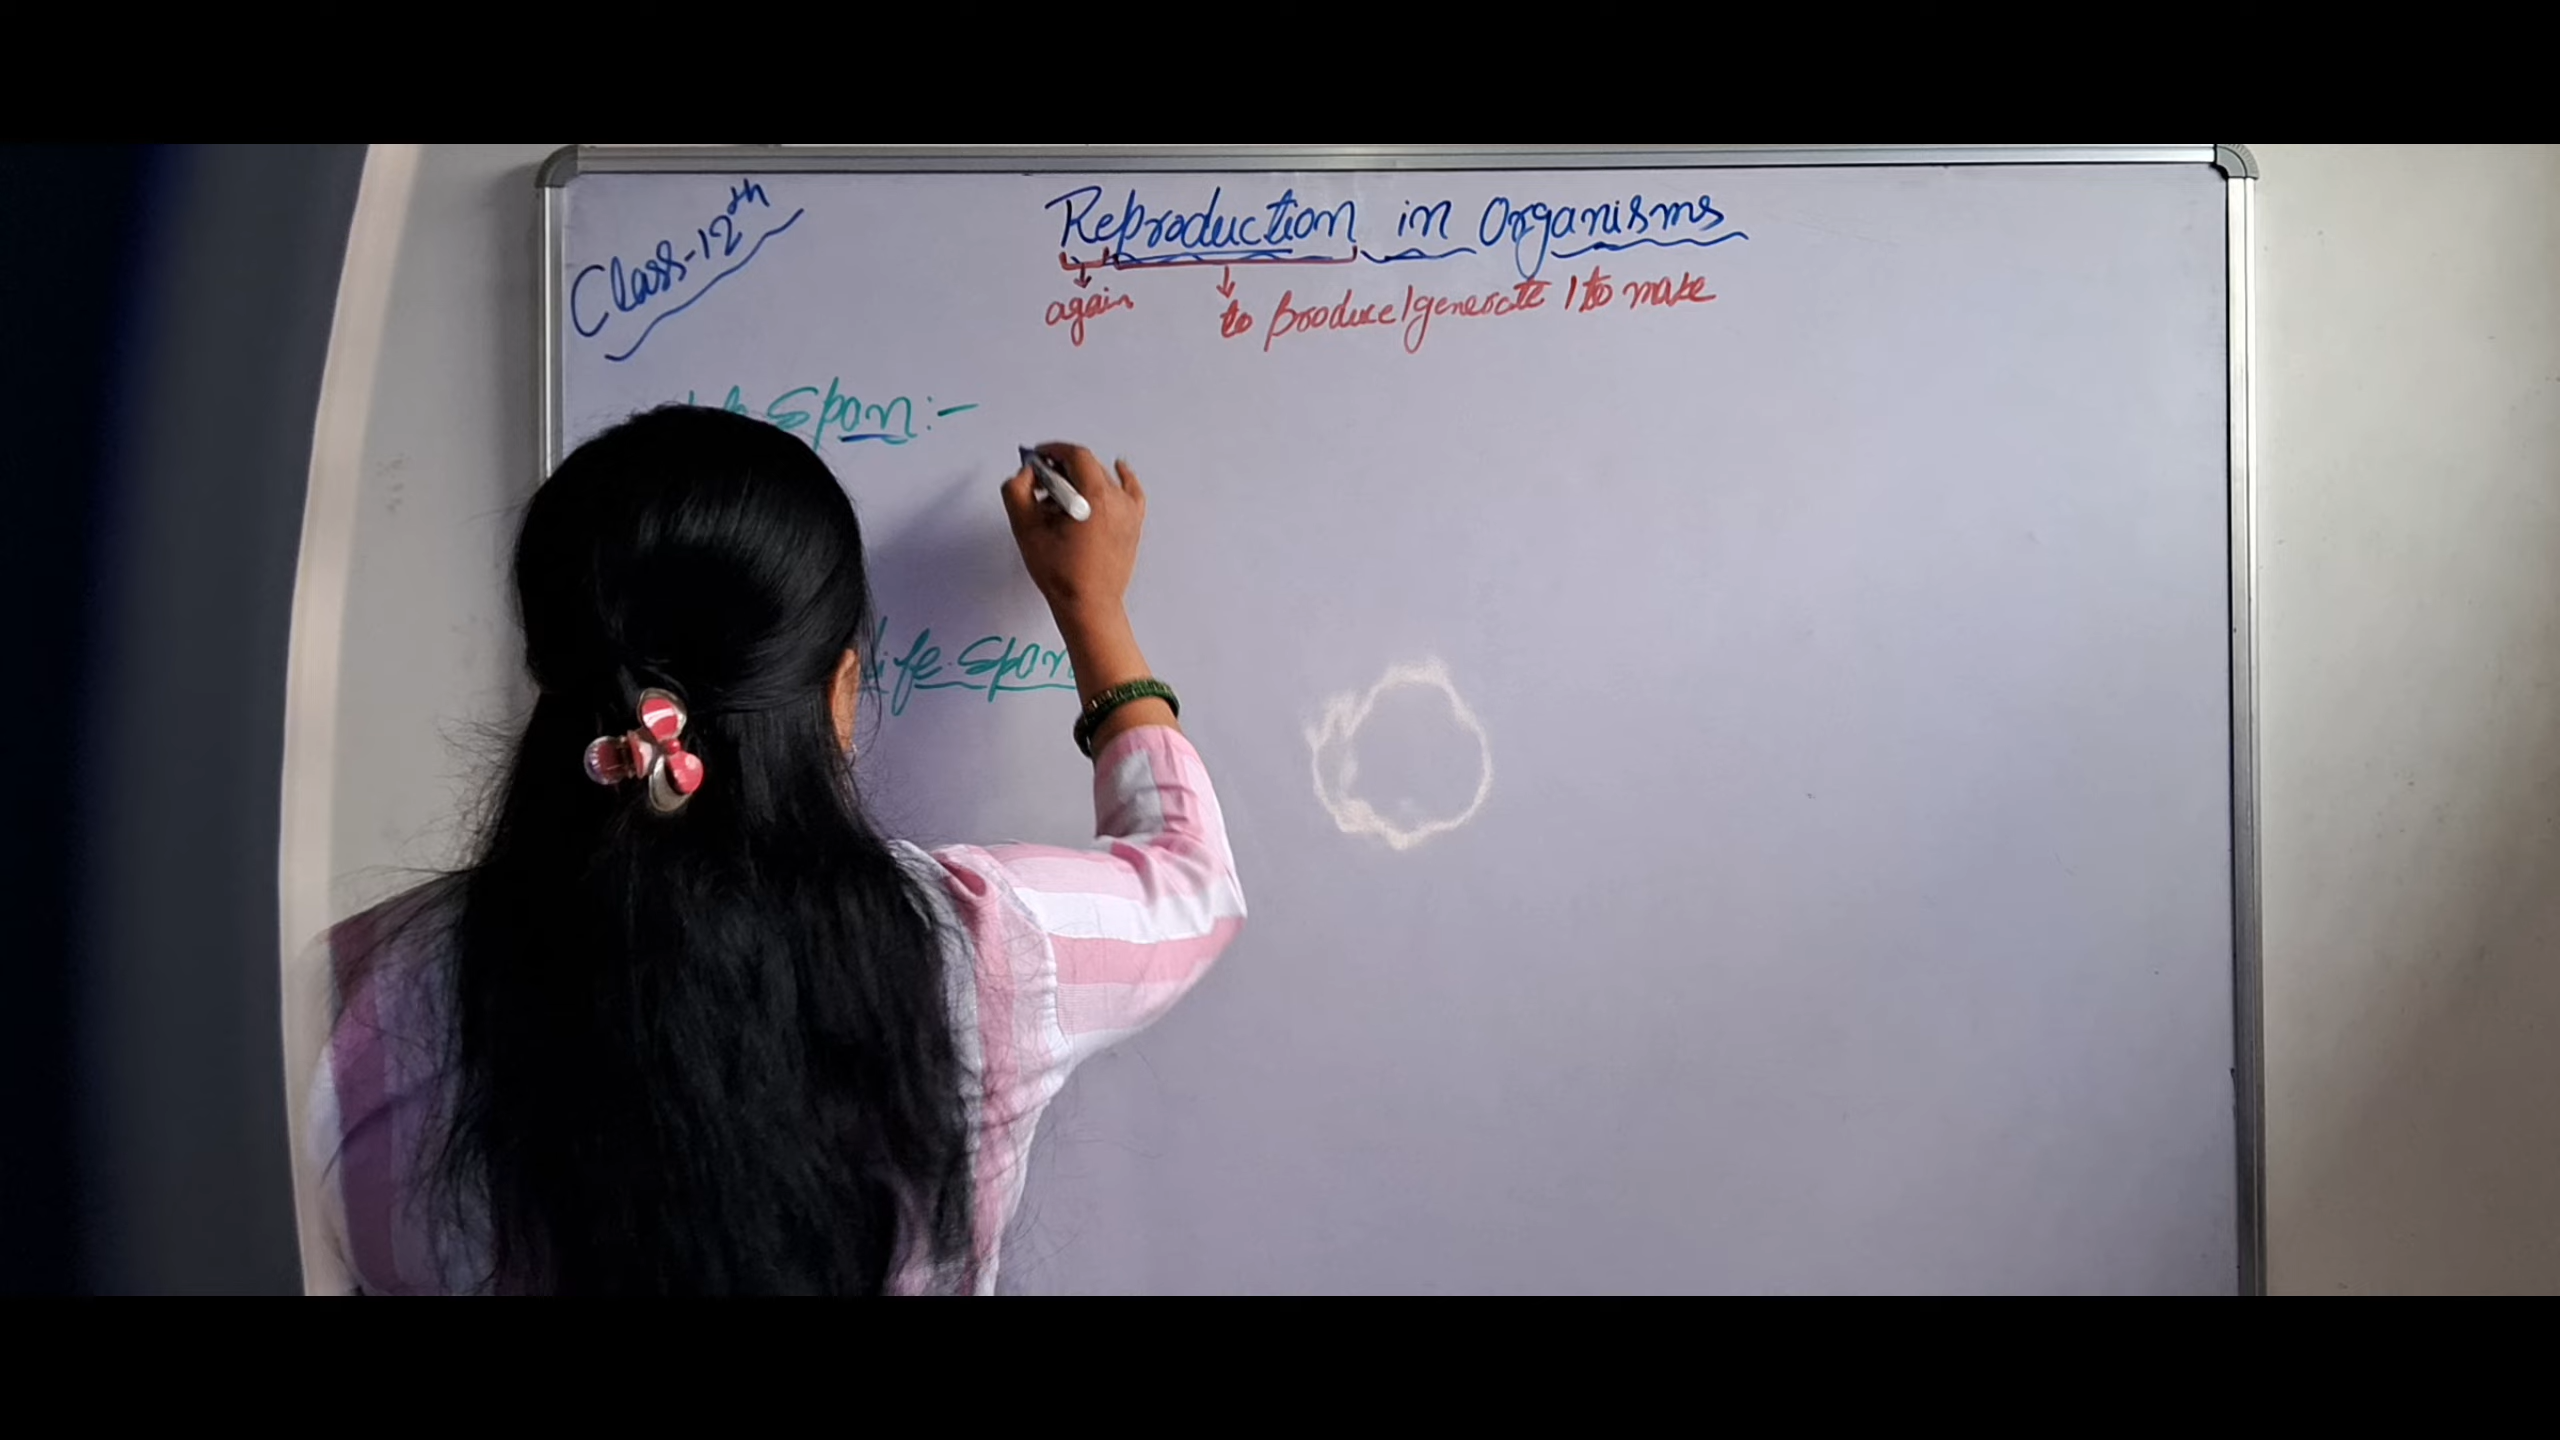 Class-12th
Reproduction in Organisms
again to produce/generate/to make
Span:-
Life Span